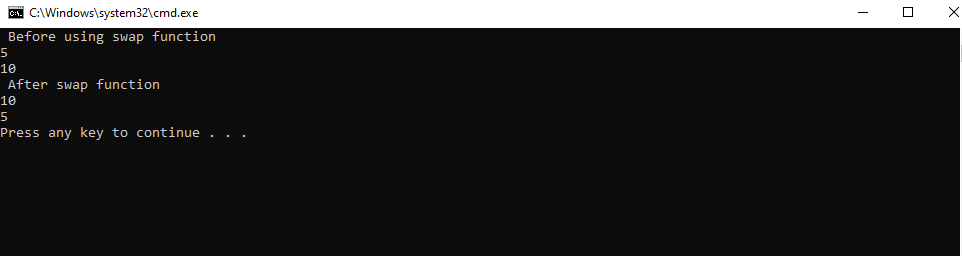 C:\Windows\system32\cmd.exe
Before using swap function
5
10
After swap function
10
5
Press any key to continue . . .